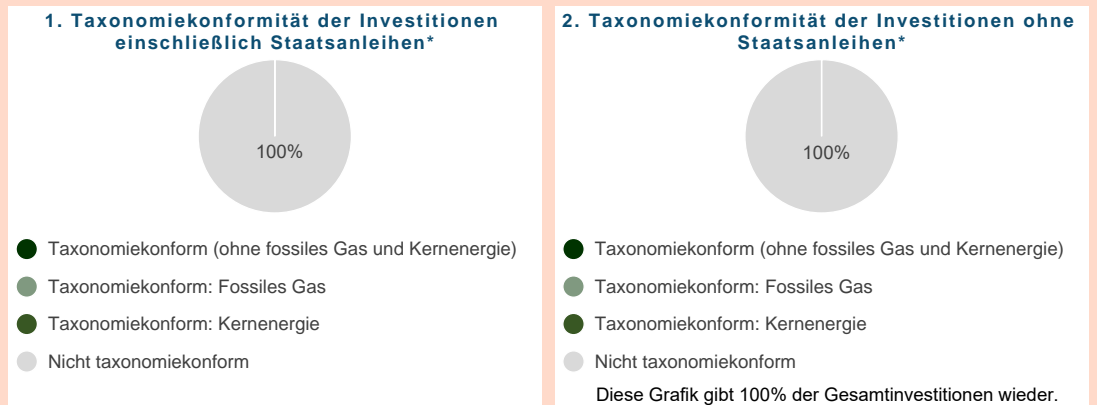 1. Taxonomiekonformität der Investitionen
einschließlich Staatsanleihen*
100%
Taxonomiekonform (ohne fossiles Gas und Kernenergie)
Taxonomiekonform: Fossiles Gas
Taxonomiekonform: Kernenergie
Nicht taxonomiekonform
2. Taxonomiekonformität der Investitionen ohne
Staatsanleihen*
100%
Taxonomiekonform (ohne fossiles Gas und Kernenergie)
Taxonomiekonform: Fossiles Gas
Taxonomiekonform: Kernenergie
Nicht taxonomiekonform
Diese Grafik gibt 100% der Gesamtinvestitionen wieder.